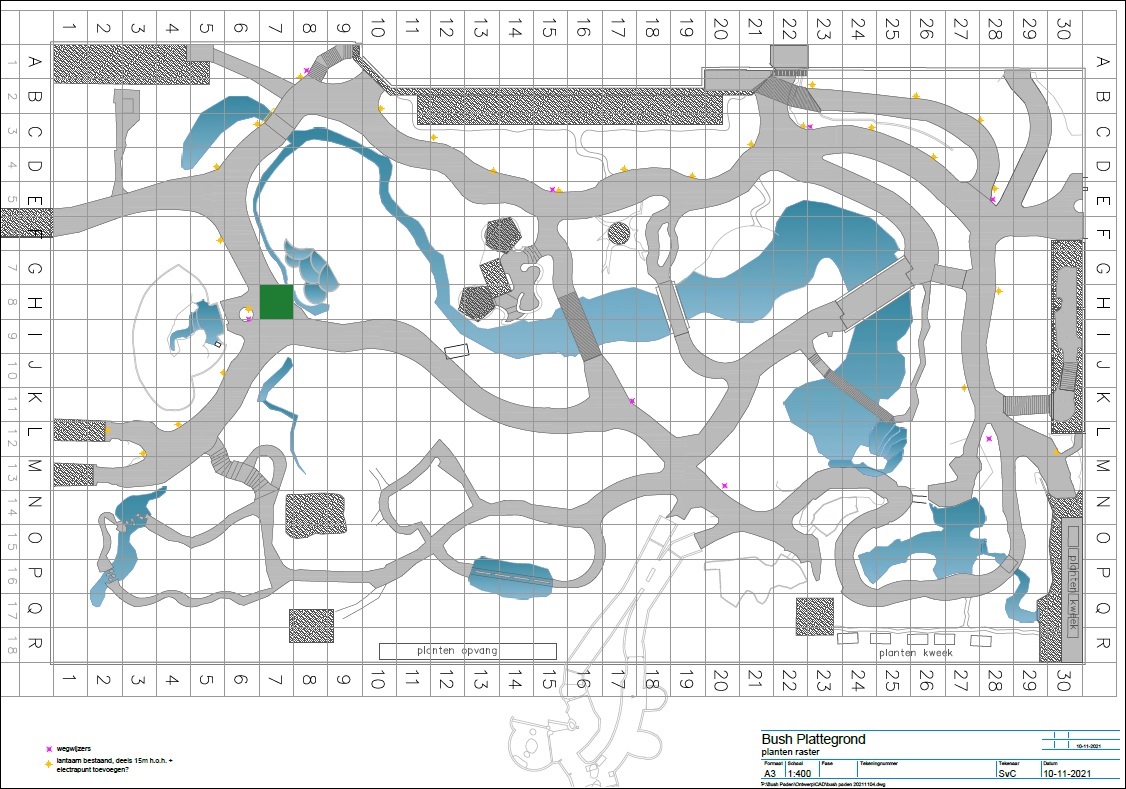 1 2 3 4 5 6 7 8 9 10 11 12 13 14 15 16 17 18 19 20 21 22 23 24 25 26 27 28 29 30
1 A A
2 B B
3 C C
4 D D
5 E E
F F
7 G G
8 H H
9 I I
10 J J
11 K K
12 L L
13 M M
14 N N
15 O O
16 P P
17 Q Q
18 R R
planten kweek
planten opvang
planten kweek
1 2 3 4 5 6 7 8 9 10 11 12 13 14 15 16 17 18 19 20 21 22 23 24 25 26 27 28 29 30
wegwijzers
lantaarn bestaand, deels 15m h.o.h. +
electrapunt toevoegen?
Bush Plattegrond
planten raster
10-11-2021
Formaat Schaal Fase Tekeningnummer Tekenaar Datum
A3 1:400 SvC 10-11-2021
P:\Bush Paden\Ontwerp\CAD\bush paden 20211104.dwg